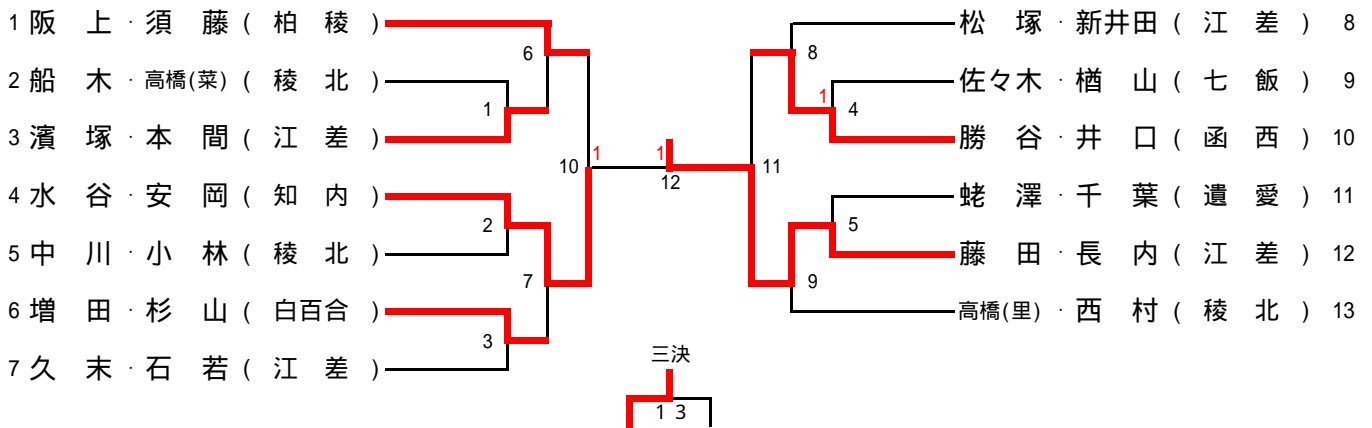 1 阪 上 · 須 藤 ( 柏 稜 )
2 船 木 · 高橋(菜) ( 稜 北 )
3 濱 塚 · 本 間 ( 江 差 )
4 水 谷 · 安 岡 ( 知 内 )
5 中 川 · 小 林 ( 稜 北 )
6 増 田 · 杉 山 ( 白百合 )
7 久 末 · 石 若 ( 江 差 )
6
1
2
7
3
10
1
1
12
11
8
1
4
5
9
松 塚 · 新井田 ( 江 差 ) 8
佐々木 · 楢 山 ( 七 飯 ) 9
勝 谷 · 井 口 ( 函 西 ) 10
蛯 澤 · 千 葉 ( 遺 愛 ) 11
藤 田 · 長 内 ( 江 差 ) 12
高橋(里) · 西 村 ( 稜 北 ) 13
三決
1 3